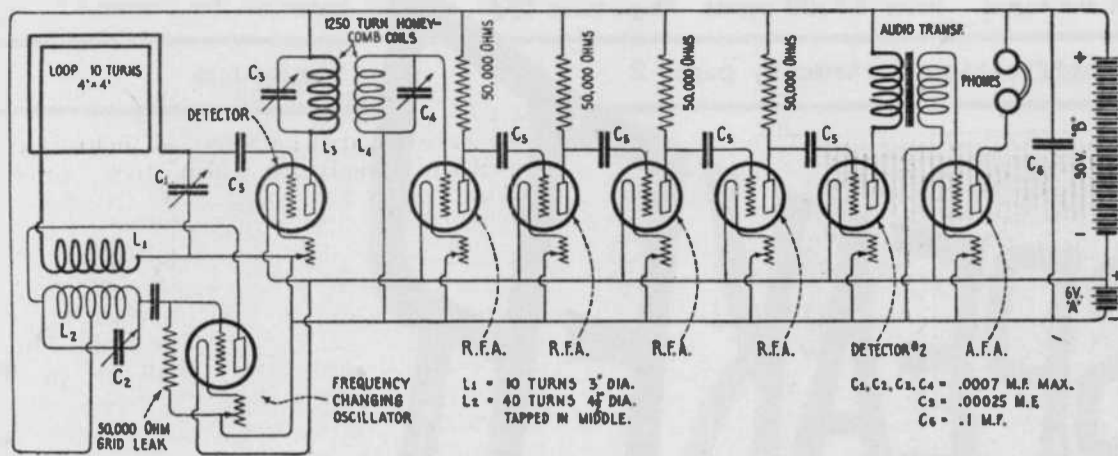 1250 TURN HONEY-
COMB COILS
LOOP 10 TURNS
4'×4'
C3
C4
L3
L4
DETECTOR
C1
C5
50,000 OHMS
50,000 OHMS
50,000 OHMS
50,000 OHMS
C5
C6
C5
C5
AUDIO TRANSF.
PHONES
C6
+
90V. "B"
-
+
6V.
"A"
-
L1
L2
C2
50,000 OHM
GRID LEAK
FREQUENCY
CHANGING
OSCILLATOR
R.F.A.
R.F.A.
R.F.A.
R.F.A.
DETECTOR #2
A.F.A.
L1 = 10 TURNS 3" DIA.
L2 = 40 TURNS DIA.
TAPPED IN MIDDLE.
C1, C2, C3, C4 = .0007 M.F. MAX.
C5 = .00025 M.F.
C6 = .1 M.F.